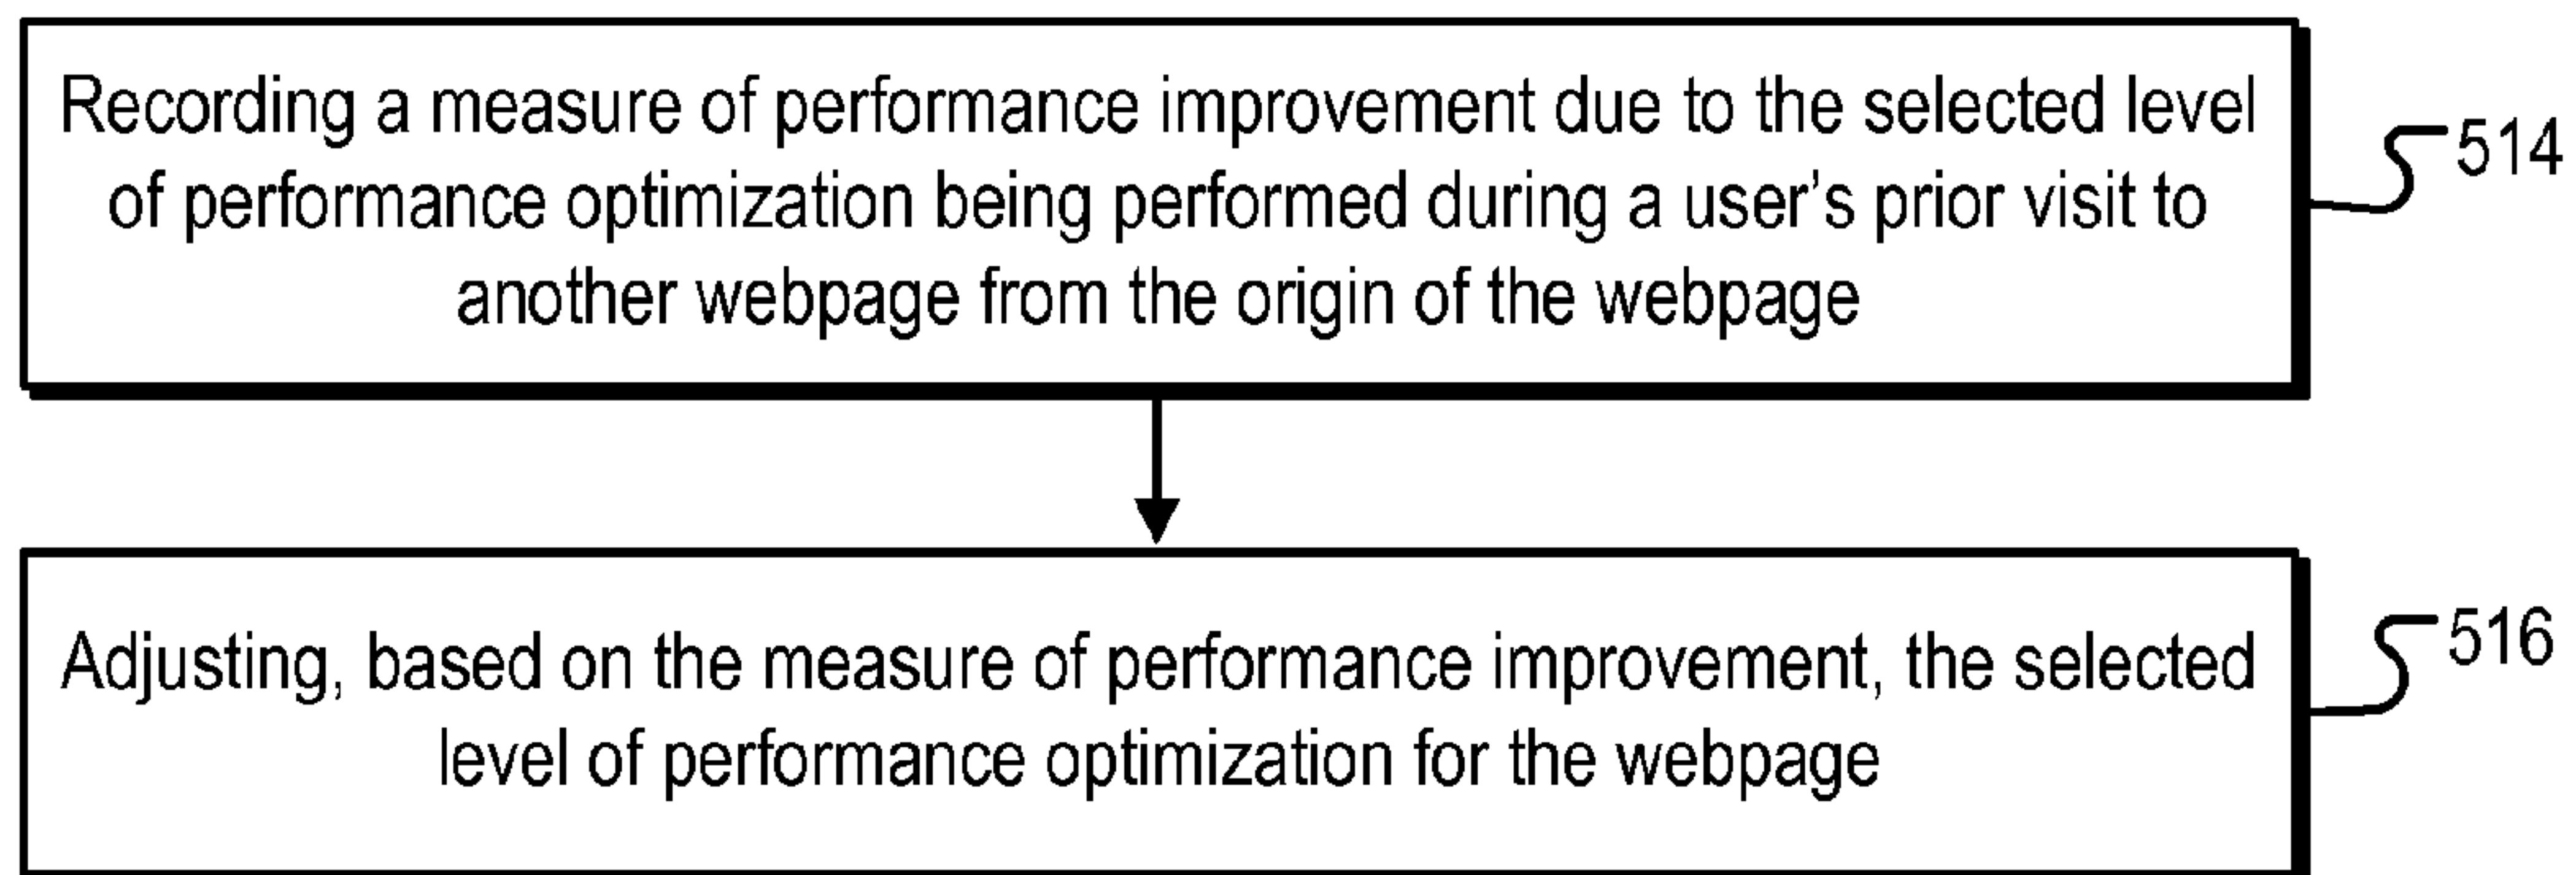 Recording a measure of performance improvement due to the selected level
of performance optimization being performed during a user’s prior visit to
another webpage from the origin of the webpage
514
Adjusting, based on the measure of performance improvement, the selected
level of performance optimization for the webpage
516